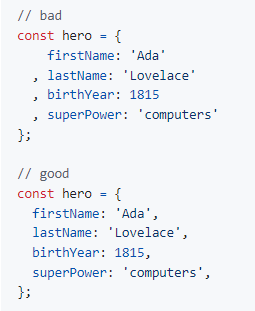 // bad
const hero = {
    firstName: 'Ada'
  , lastName: 'Lovelace'
  , birthYear: 1815
  , superPower: 'computers'
};

// good
const hero = {
  firstName: 'Ada',
  lastName: 'Lovelace',
  birthYear: 1815,
  superPower: 'computers',
};